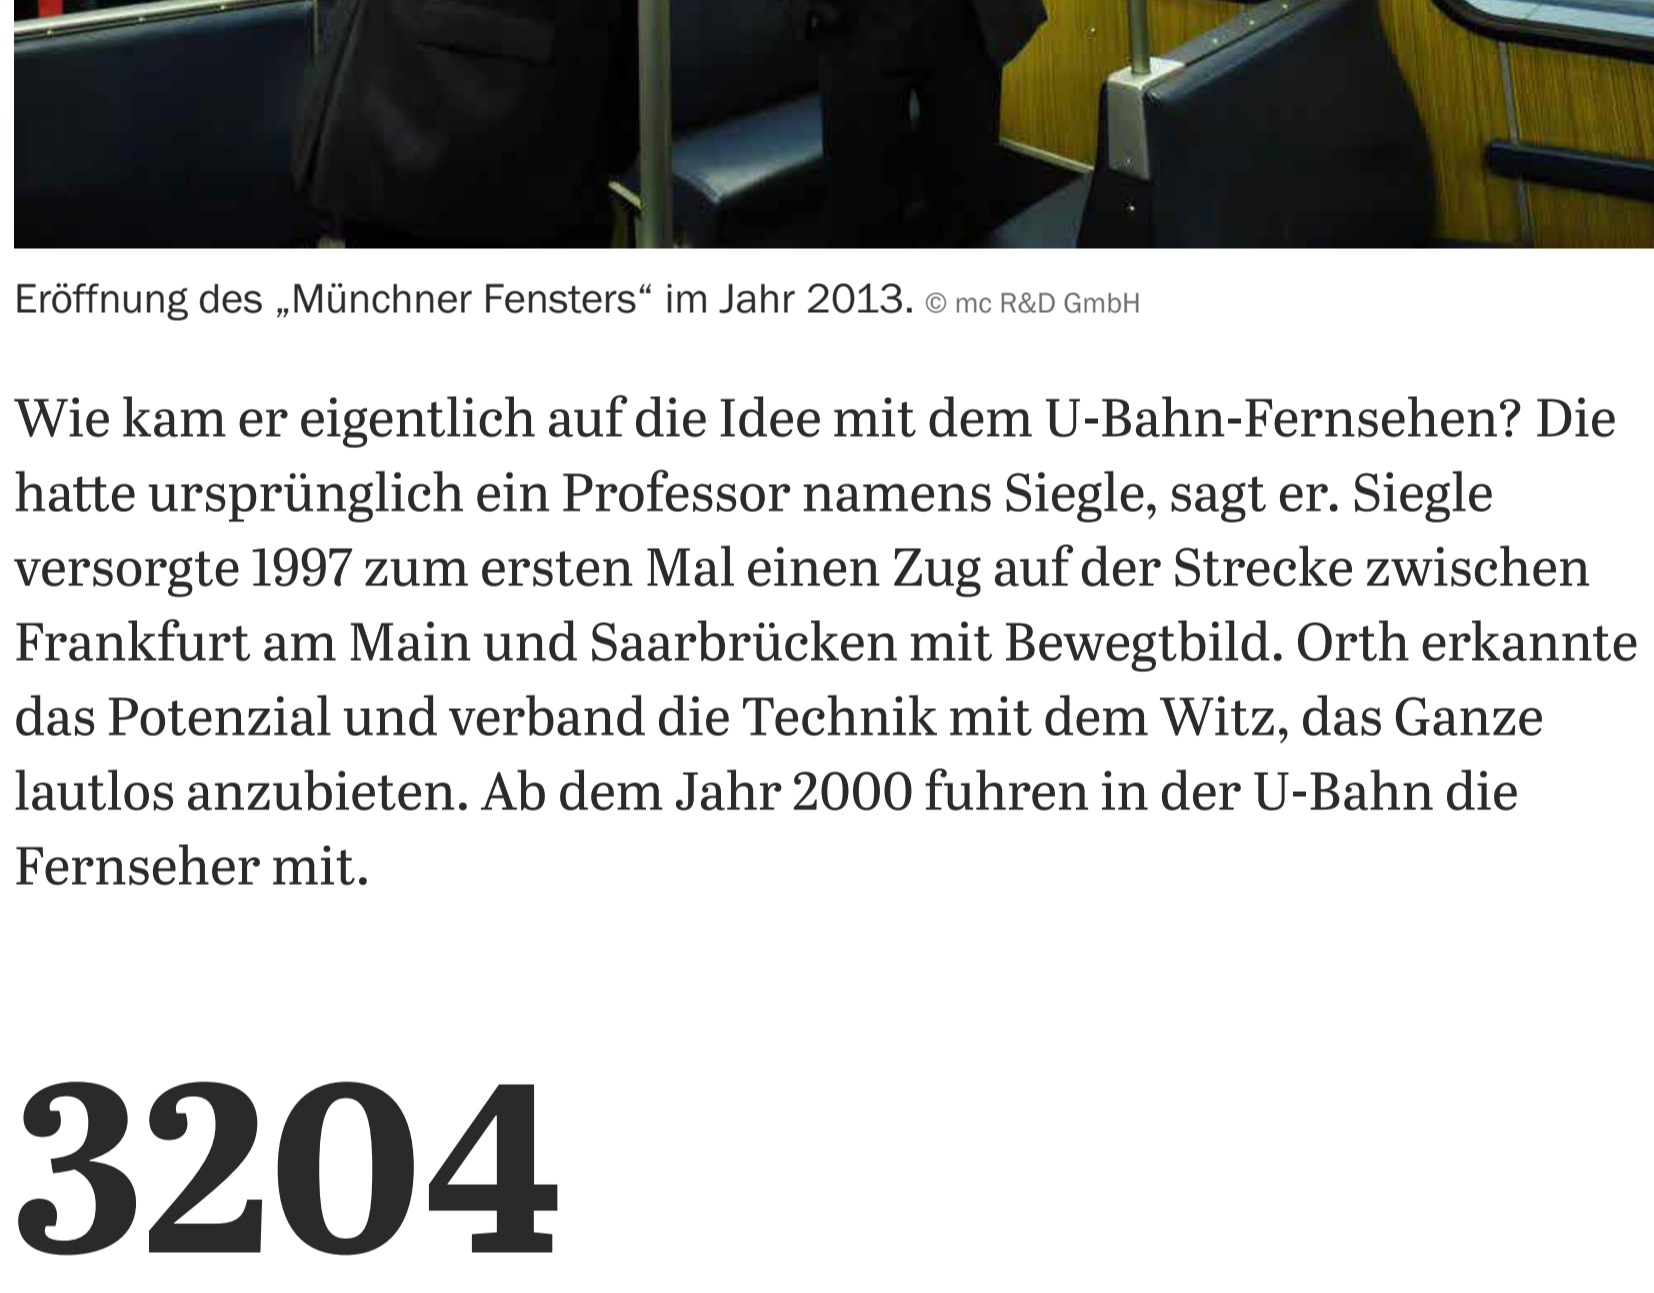 Eröffnung des „Münchner Fensters“ im Jahr 2013. © mc R&D GmbH
Wie kam er eigentlich auf die Idee mit dem U-Bahn-Fernsehen? Die
hatte ursprünglich ein Professor namens Siegle, sagt er. Siegle
versorgte 1997 zum ersten Mal einen Zug auf der Strecke zwischen
Frankfurt am Main und Saarbrücken mit Bewegtbild. Orth erkannte
das Potenzial und verband die Technik mit dem Witz, das Ganze
lautlos anzubieten. Ab dem Jahr 2000 fuhren in der U-Bahn die
Fernseher mit.
3204